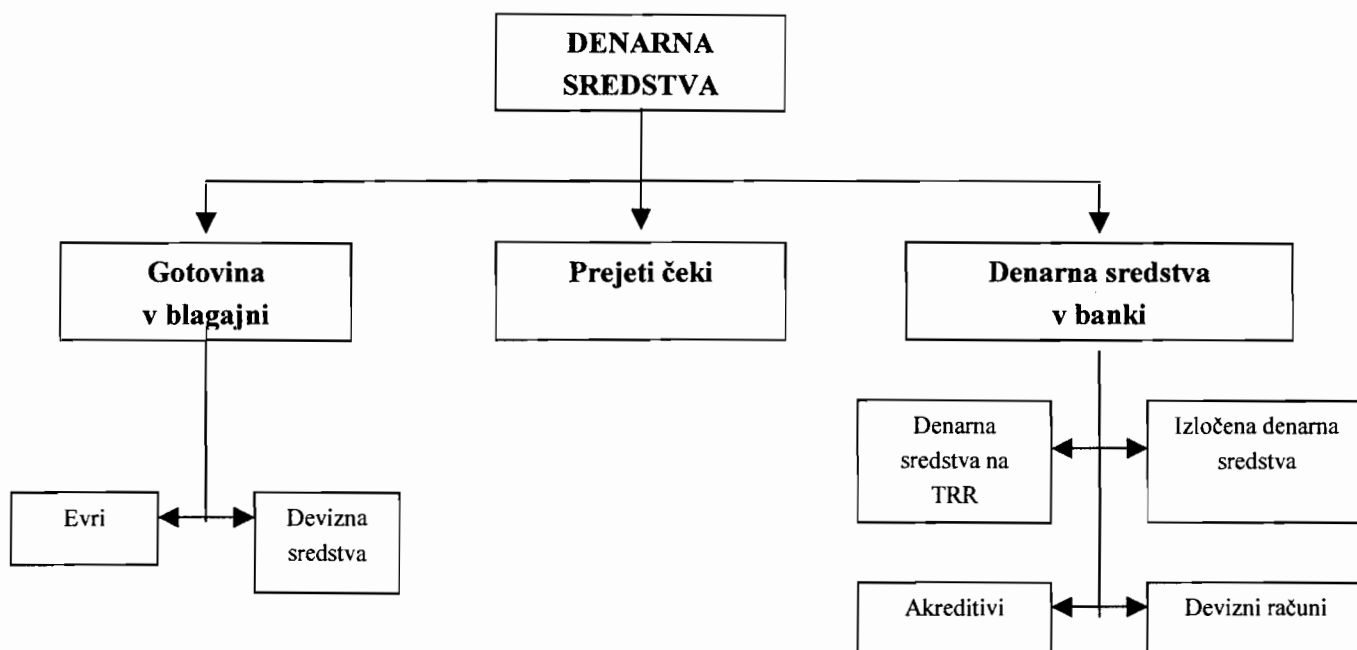 DENARNA
SREDSTVA
Gotovina
v blagajni
Prejeti čeki
Denarna sredstva
v banki
Denarna
sredstva na
TRR
Izločena denarna
sredstva
Evri
Devizna
sredstva
Akreditivi
Devizni računi